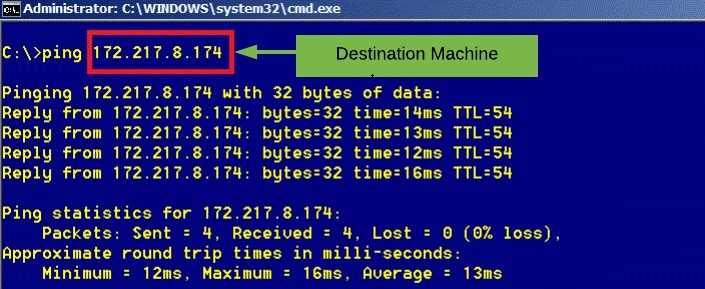 Administrator: C:\WINDOWS\system32\cmd.exe
C:\>ping 172.217.8.174
Destination Machine
Pinging 172.217.8.174 with 32 bytes of data:
Reply from 172.217.8.174: bytes=32 time=14ms TTL=54
Reply from 172.217.8.174: bytes=32 time=13ms TTL=54
Reply from 172.217.8.174: bytes=32 time=12ms TTL=54
Reply from 172.217.8.174: bytes=32 time=16ms TTL=54
Ping statistics for 172.217.8.174:
Packets: Sent = 4, Received = 4, Lost = 0 (0% loss),
Approximate round trip times in milli-seconds:
Minimum = 12ms, Maximum = 16ms, Average = 13ms